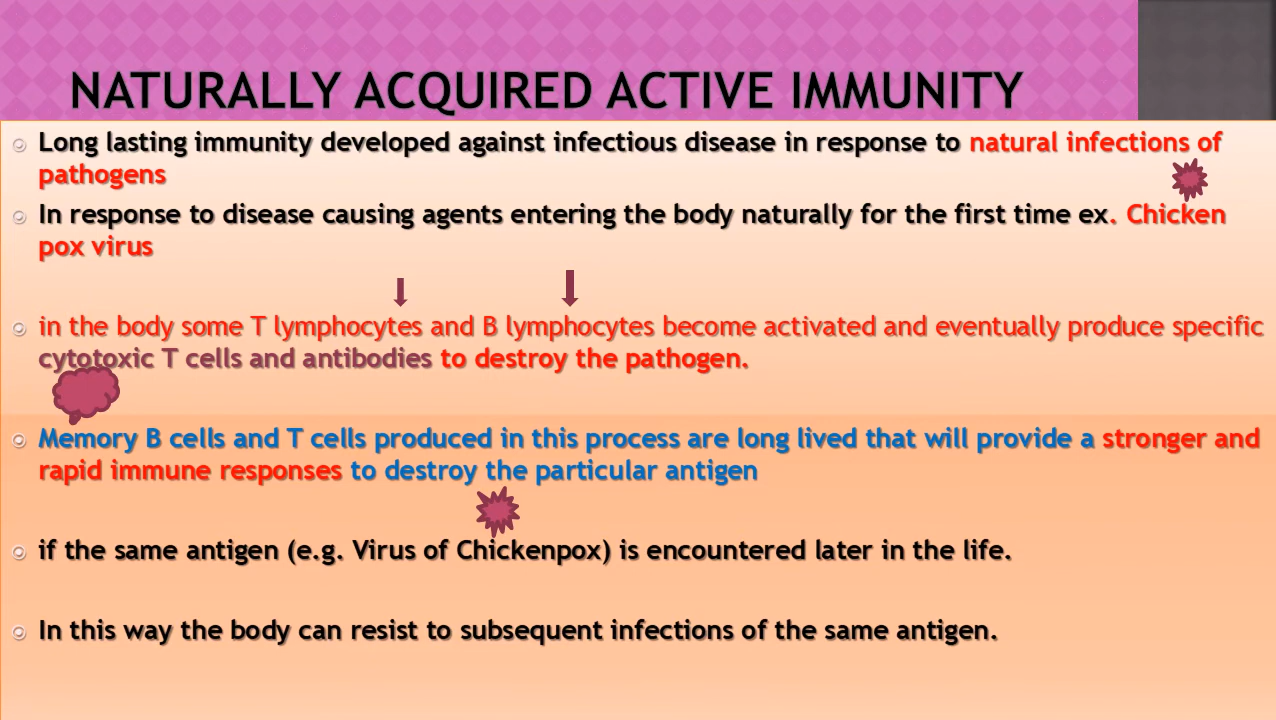 NATURALLY ACQUIRED ACTIVE IMMUNITY
Long lasting immunity developed against infectious disease in response to natural infections of
pathogens
In response to disease causing agents entering the body naturally for the first time ex. Chicken
pox virus
in the body some T lymphocytes and B lymphocytes become activated and eventually produce specific
cytotoxic T cells and antibodies to destroy the pathogen.
Memory B cells and T cells produced in this process are long lived that will provide a stronger and
rapid immune responses to destroy the particular antigen
if the same antigen (e.g. Virus of Chickenpox) is encountered later in the life.
In this way the body can resist to subsequent infections of the same antigen.